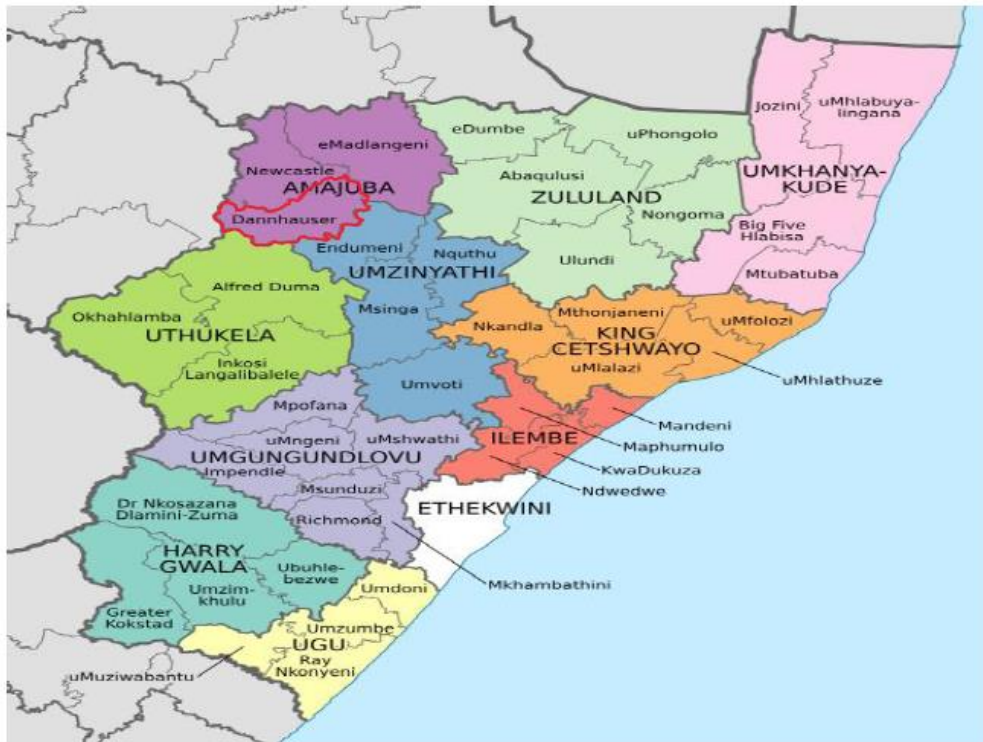 Jozini
uMhlabuya-
lingana
eDumbe
uPhongolo
eMadlangeni
Newcastle
AMAJUBA
Abaqulusi
ZULULAND
UMKHANYA-
KUDE
Dannhauser
Nongoma
Big Five
Hlabisa
Endumeni
Nquthu
UMZINYATHI
Ulundi
Mtubatuba
Alfred Duma
Msinga
Okhahlamba
UTHUKELA
Nkandla
Mthonjaneni
KING
CETSHWAYO
uMfolozi
Inkosi
Langalibalele
uMlalazi
uMhlathuze
Umvoti
Mpofana
Mandeni
uMngeni
uMshwathi
ILEMBE
Maphumulo
UMGUNGUNDLOVU
Impendle
KwaDukuza
Msunduzi
Ndwedwe
Dr Nkosazana
Dlamini-Zuma
ETHEKWINI
Richmond
HARRY
GWALA
Ubuhle-
bezwe
Mkhambathini
Umzim-
khulu
Umdoni
Greater
Kokstad
Umzumbe
UGU
Ray
Nkonyeni
uMuziwabantu